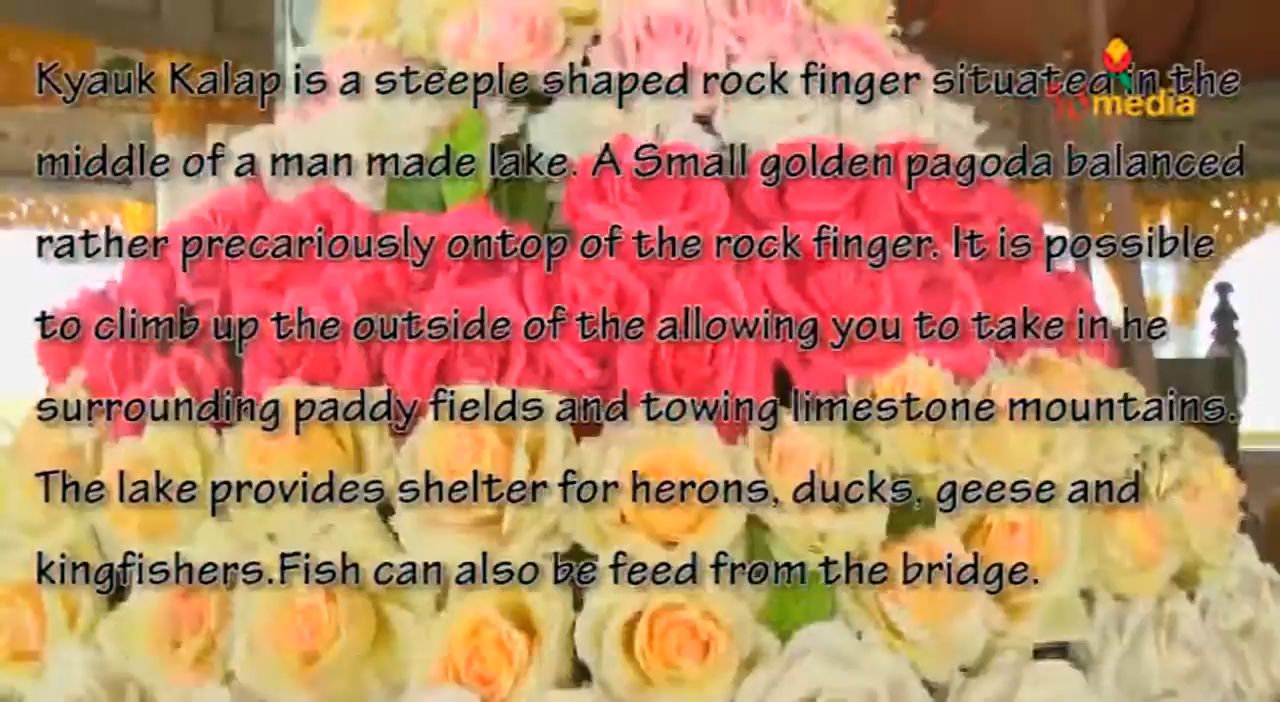 Kyauk Kalap is a steeple shaped rock finger situated in the
media
middle of a man made lake. A Small golden pagoda balanced
rather precariously ontop of the rock finger. It is possible
to climb up the outside of the allowing you to take in he
surrounding paddy fields and towing limestone mountains.
The lake provides shelter for herons, ducks, geese and
kingfishers.Fish can also be feed from the bridge.